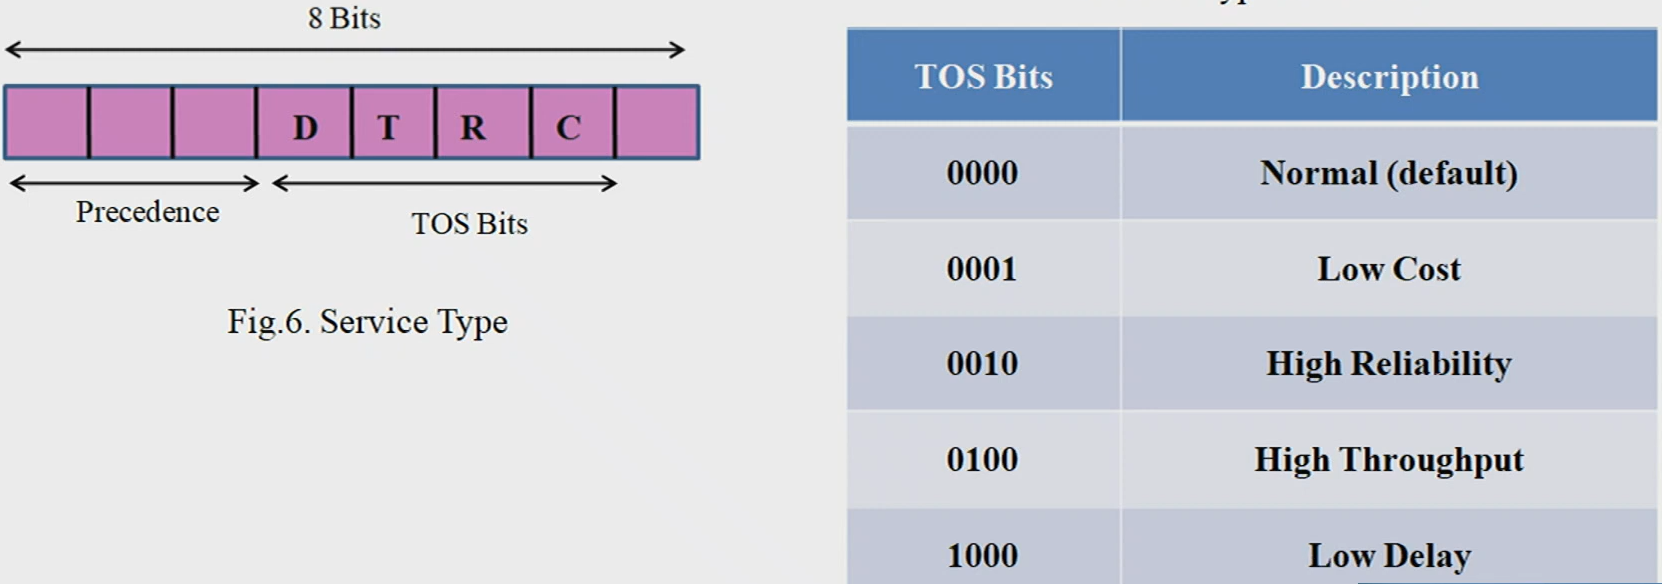 8 Bits
D T R C
Precedence
TOS Bits
Fig.6. Service Type
TOS Bits Description
0000 Normal (default)
0001 Low Cost
0010 High Reliability
0100 High Throughput
1000 Low Delay